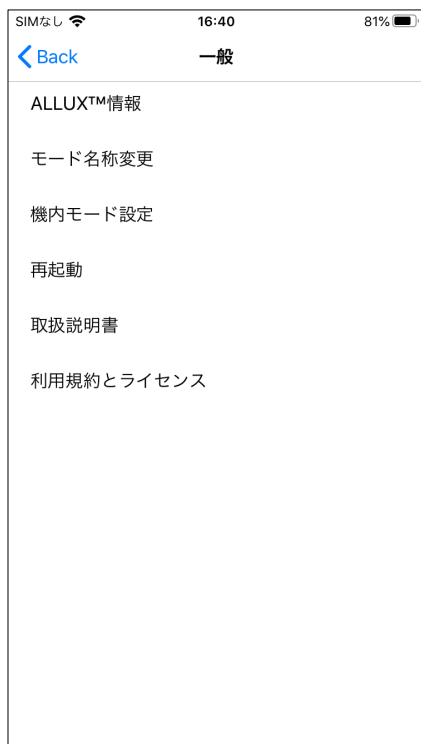 SIMなし 16:40 81%
Back 一般
ALLUX™情報
モード名称変更
機内モード設定
再起動
取扱説明書
利用規約とライセンス